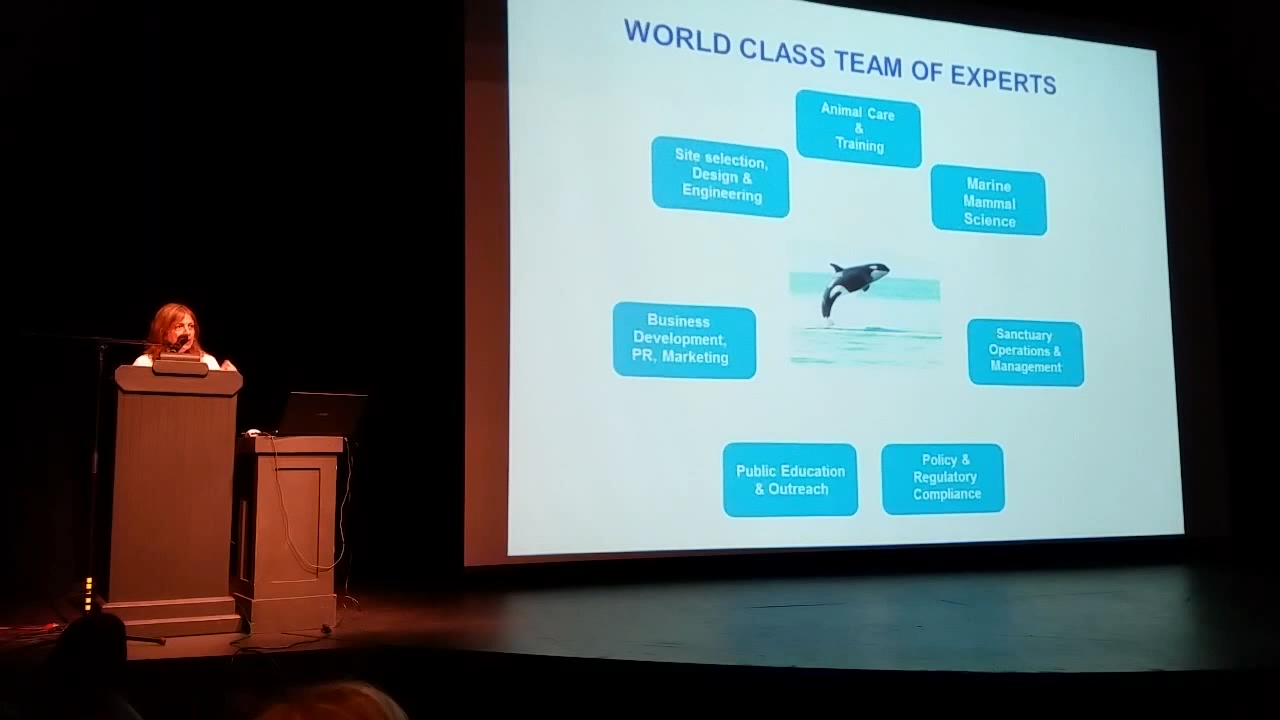 WORLD CLASS TEAM OF EXPERTS
Animal Care
&
Training
Site selection,
Design &
Engineering
Marine
Mammal
Science
Business
Development,
PR, Marketing
Sanctuary
Operations &
Management
Public Education
& Outreach
Policy &
Regulatory
Compliance